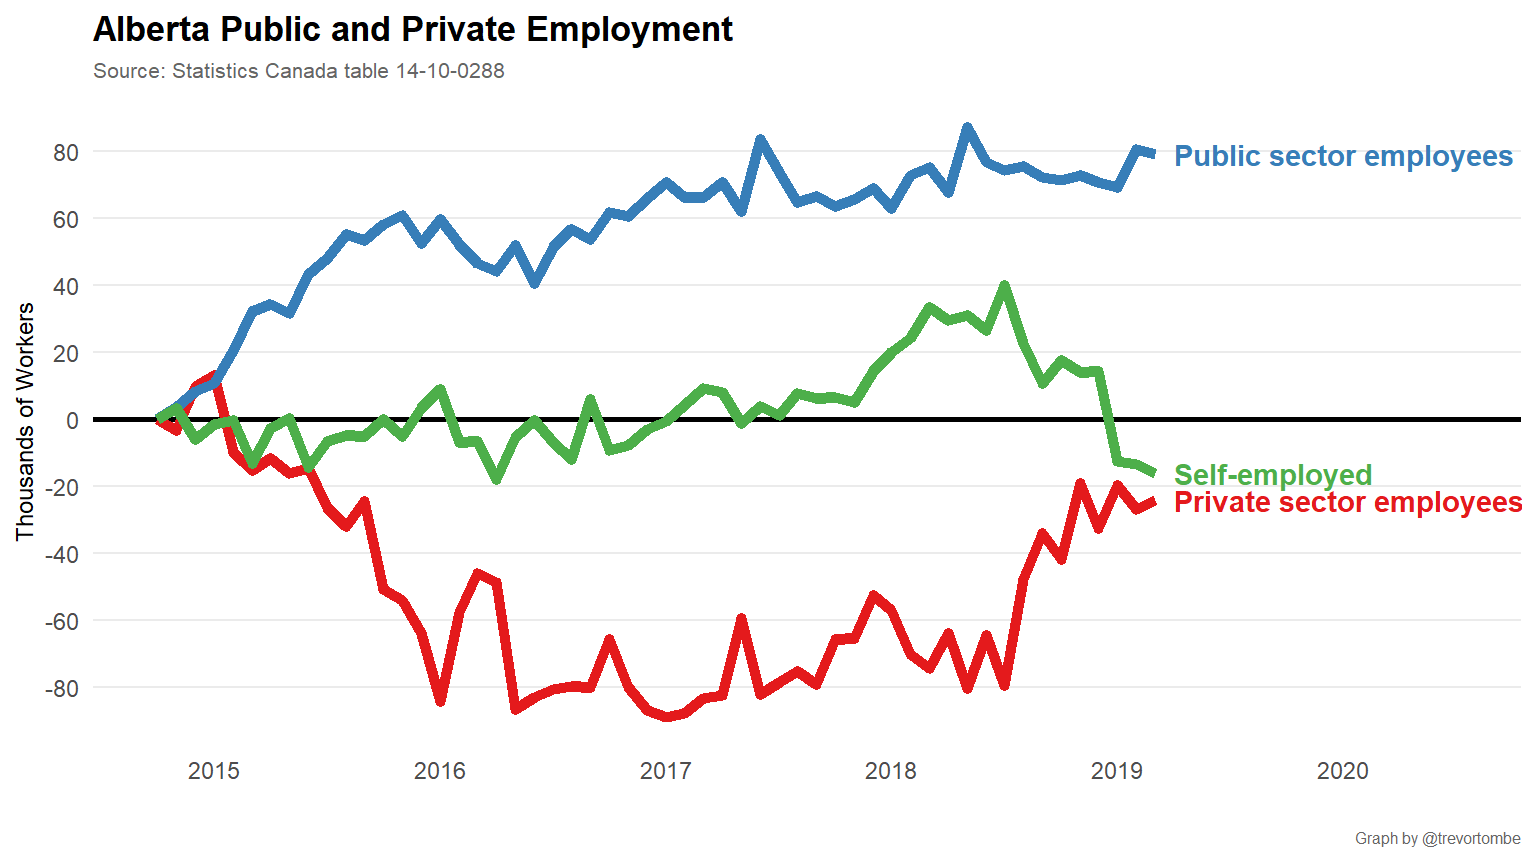 Alberta Public and Private Employment
Source: Statistics Canada table 14-10-0288
Thousands of Workers
80
60
40
20
0
-20
-40
-60
-80
Public sector employees
Self-employed
Private sector employees
2015 2016 2017 2018 2019 2020
Graph by @trevortombe